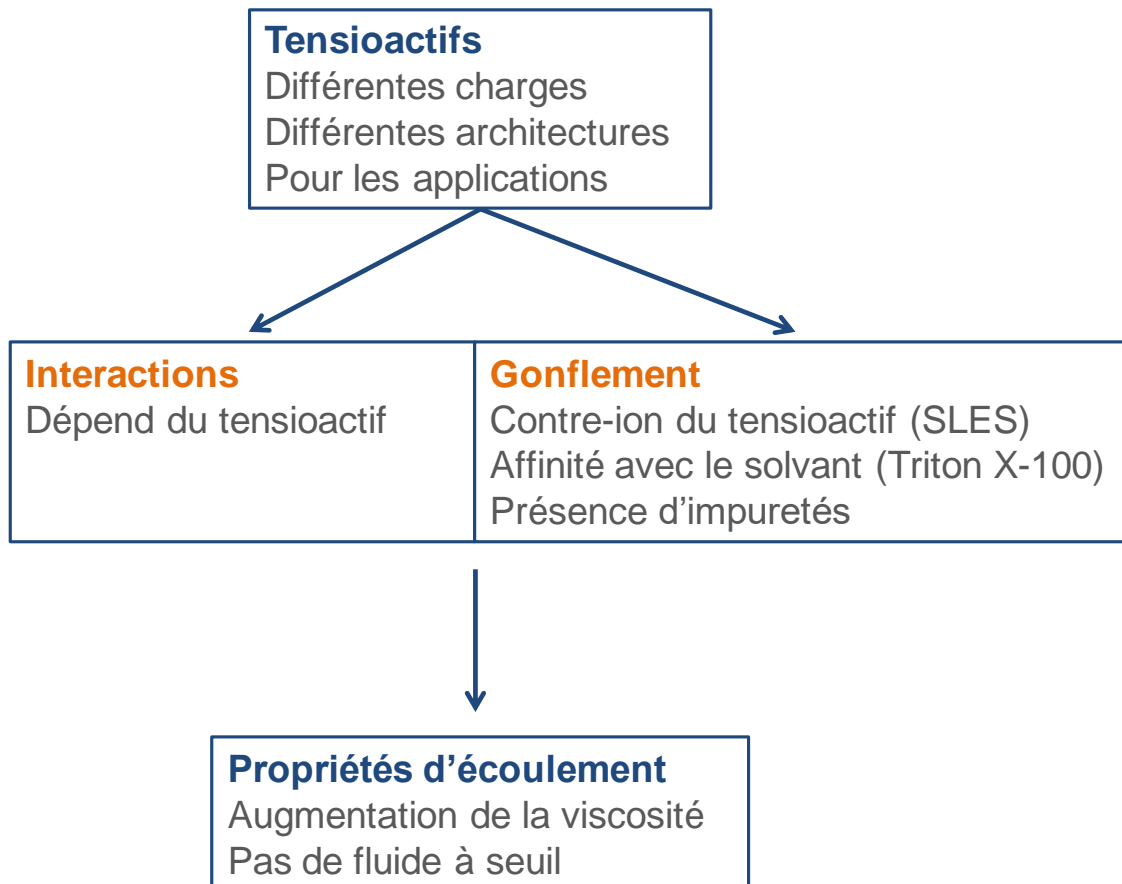 Tensioactifs
Différentes charges
Différentes architectures
Pour les applications
Interactions
Dépend du tensioactif
Gonflement
Contre-ion du tensioactif (SLES)
Affinité avec le solvant (Triton X-100)
Présence d’impuretés
Propriétés d’écoulement
Augmentation de la viscosité
Pas de fluide à seuil